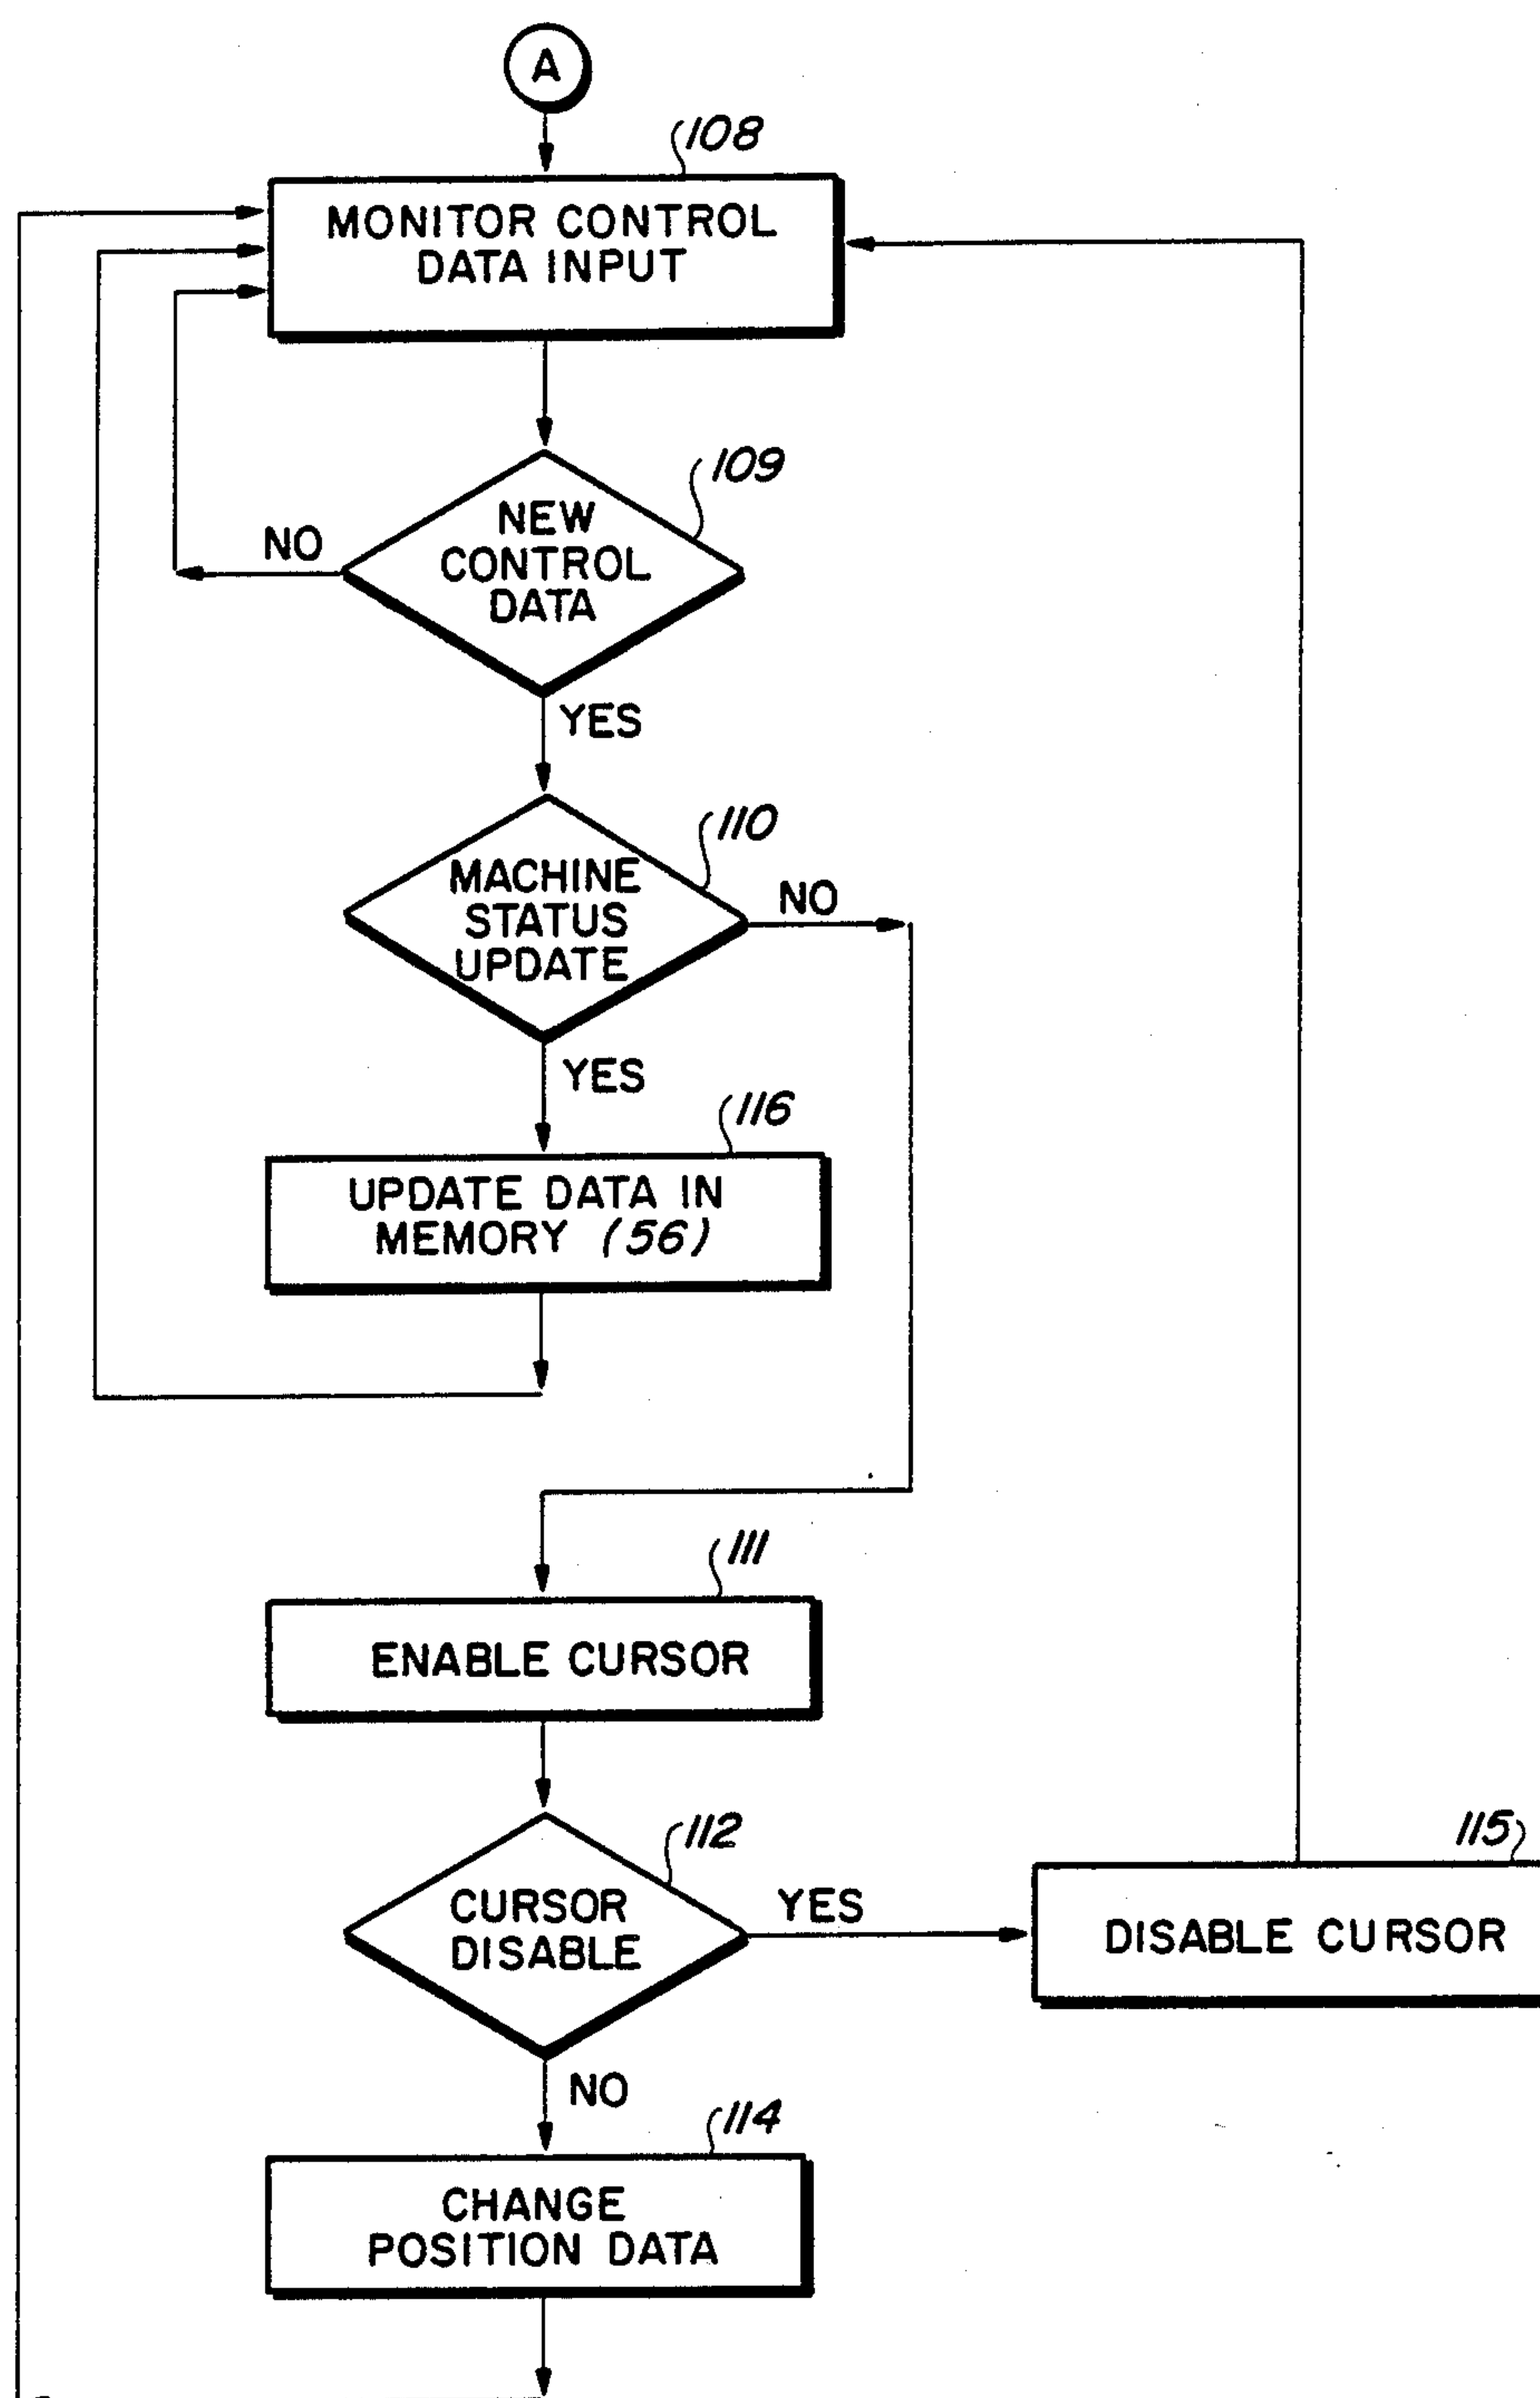 A
108
MONITOR CONTROL
DATA INPUT
109
NEW
CONTROL
DATA
NO
YES
110
MACHINE
STATUS
UPDATE
NO
YES
116
UPDATE DATA IN
MEMORY (56)
111
ENABLE CURSOR
112
CURSOR
DISABLE
YES
115
DISABLE CURSOR
NO
114
CHANGE
POSITION DATA